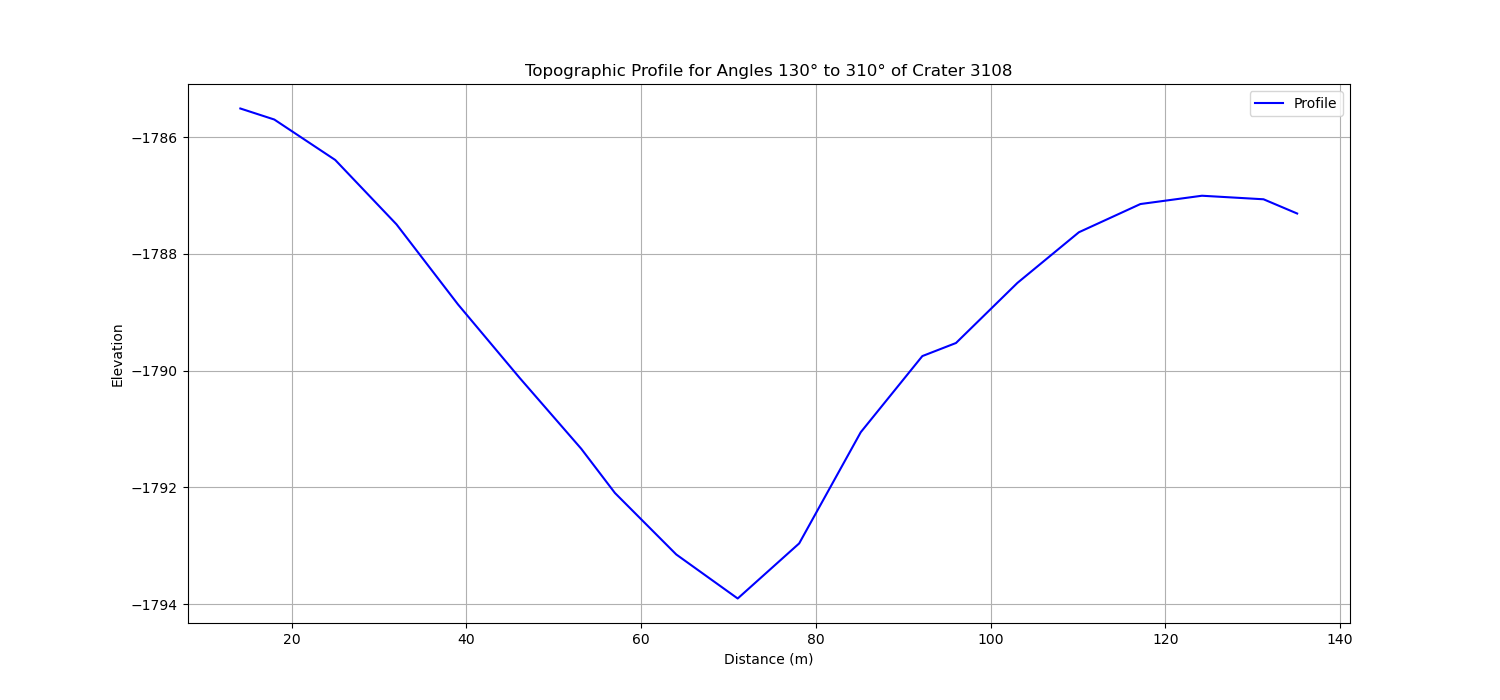 Topographic Profile for Angles 130° to 310° of Crater 3108
Profile
−1786
−1788
−1790
−1792
−1794
Elevation
20 40 60 80 100 120 140
Distance (m)